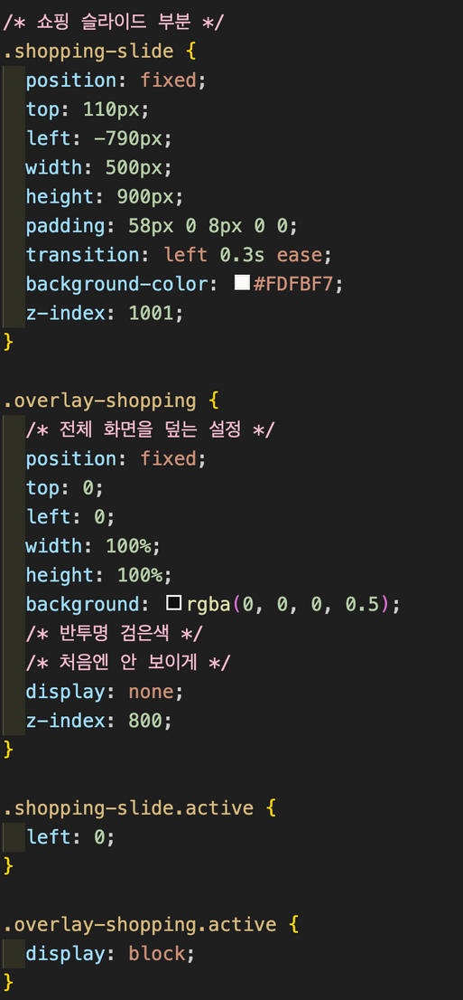 /* 쇼핑 슬라이드 부분 */
.shopping-slide {
position: fixed;
top: 110px;
left: -790px;
width: 500px;
height: 900px;
padding: 58px 0 8px 0 0;
transition: left 0.3s ease;
background-color: #FDFBF7;
z-index: 1001;
}
.overlay-shopping {
/* 전체 화면을 덮는 설정 */
position: fixed;
top: 0;
left: 0;
width: 100%;
height: 100%;
background: rgba(0, 0, 0, 0.5);
/* 반투명 검은색 */
/* 처음엔 안 보이게 */
display: none;
z-index: 800;
}
.shopping-slide.active {
left: 0;
}
.overlay-shopping.active {
display: block;
}